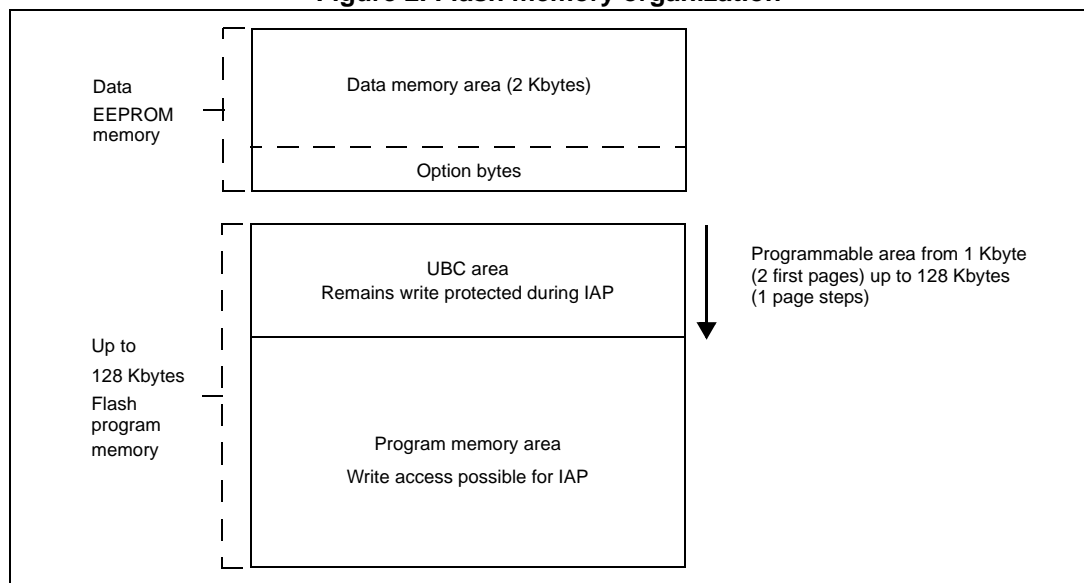 Figure 2. Flash memory organization
Data
EEPROM
memory
Data memory area (2 Kbytes)
Option bytes
UBC area
Remains write protected during IAP
Programmable area from 1 Kbyte
(2 first pages) up to 128 Kbytes
(1 page steps)
Up to
128 Kbytes
Flash
program
memory
Program memory area
Write access possible for IAP